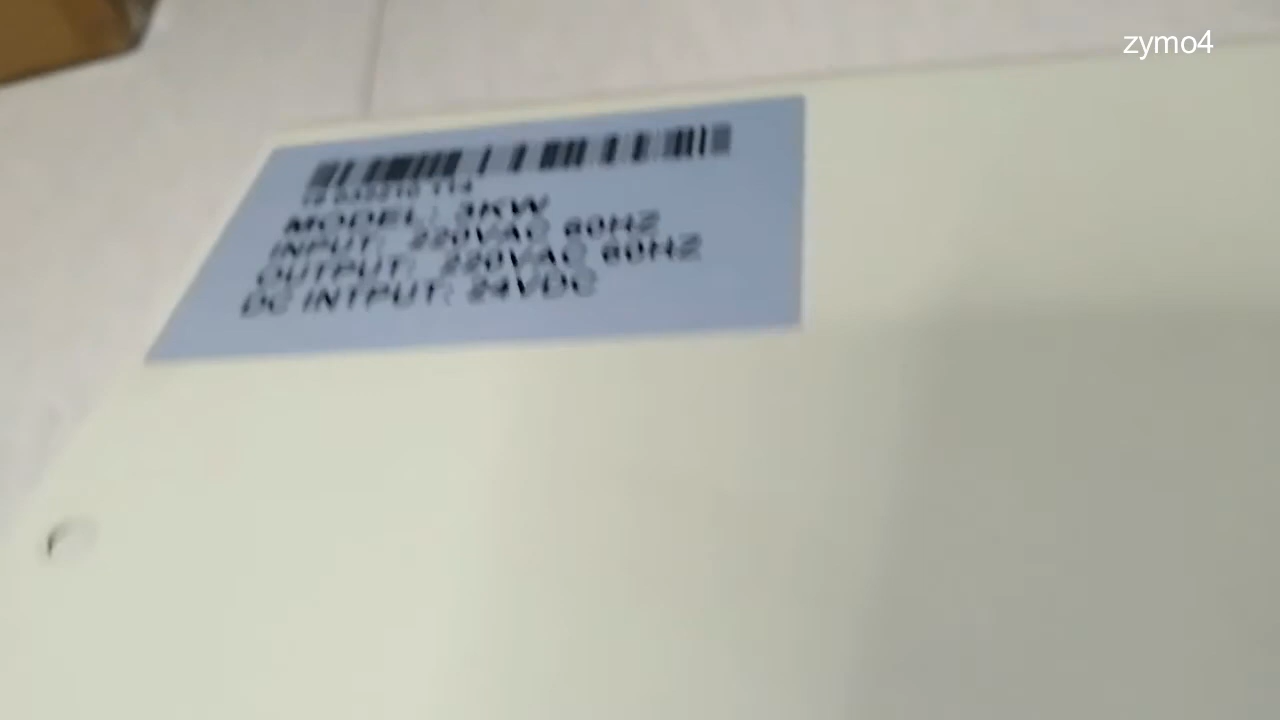 zymo4
MODEL: 3KW
INPUT: 220VAC 60HZ
OUTPUT: 220VAC 60HZ
DC INTPUT: 24VDC